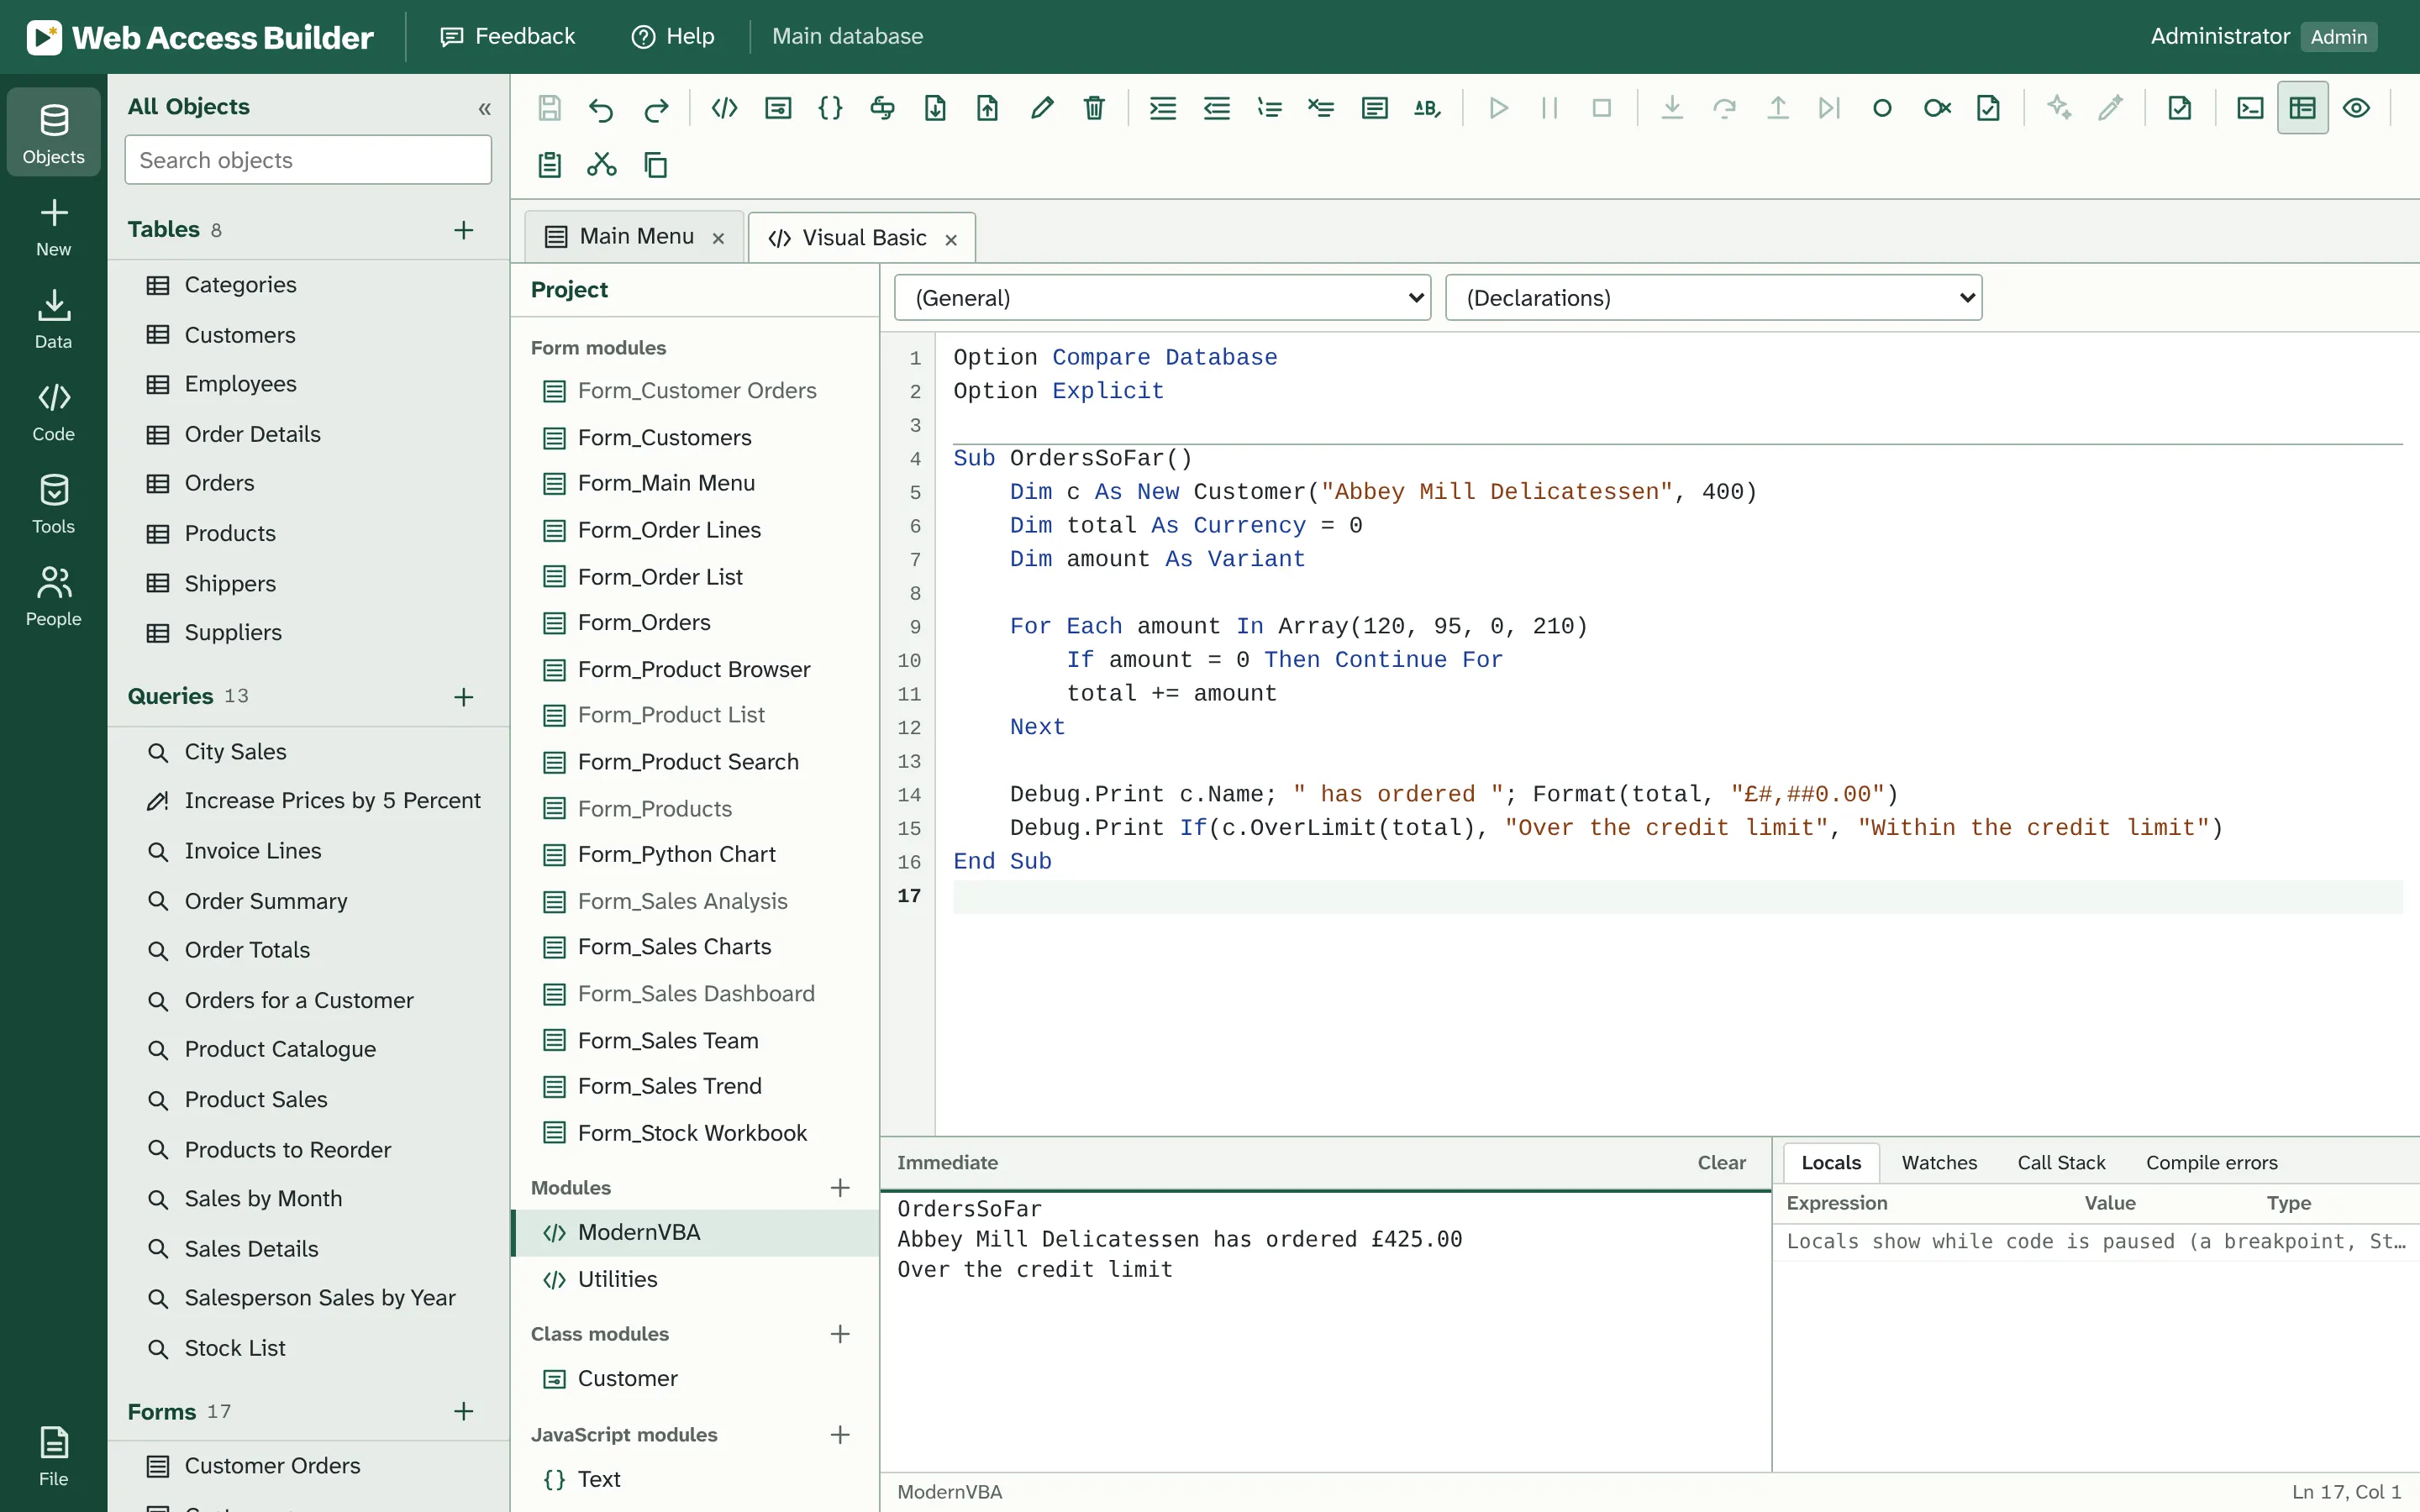 Web Access Builder
Feedback
Help
Main database
Administrator
Admin
Objects
New
Data
Code
Tools
People
File
All Objects
«
Search objects
Tables 8
Categories
Customers
Employees
Order Details
Orders
Products
Shippers
Suppliers
Queries 13
City Sales
Increase Prices by 5 Percent
Invoice Lines
Order Summary
Order Totals
Orders for a Customer
Product Catalogue
Product Sales
Products to Reorder
Sales by Month
Sales Details
Salesperson Sales by Year
Stock List
Forms 17
Customer Orders
Main Menu
Visual Basic
Project
Form modules
Form_Customer Orders
Form_Customers
Form_Main Menu
Form_Order Lines
Form_Order List
Form_Orders
Form_Product Browser
Form_Product List
Form_Product Search
Form_Products
Form_Python Chart
Form_Sales Analysis
Form_Sales Charts
Form_Sales Dashboard
Form_Sales Team
Form_Sales Trend
Form_Stock Workbook
Modules
ModernVBA
Utilities
Class modules
Customer
JavaScript modules
Text
(General)
(Declarations)
1 Option Compare Database
2 Option Explicit
3
4 Sub OrdersSoFar()
5 Dim c As New Customer("Abbey Mill Delicatessen", 400)
6 Dim total As Currency = 0
7 Dim amount As Variant
8
9 For Each amount In Array(120, 95, 0, 210)
10 If amount = 0 Then Continue For
11 total += amount
12 Next
13
14 Debug.Print c.Name; " has ordered "; Format(total, "£#,##0.00")
15 Debug.Print If(c.OverLimit(total), "Over the credit limit", "Within the credit limit")
16 End Sub
17
Immediate
Clear
OrdersSoFar
Abbey Mill Delicatessen has ordered £425.00
Over the credit limit
Locals
Watches
Call Stack
Compile errors
Expression
Value
Type
Locals show while code is paused (a breakpoint, St…
ModernVBA
Ln 17, Col 1